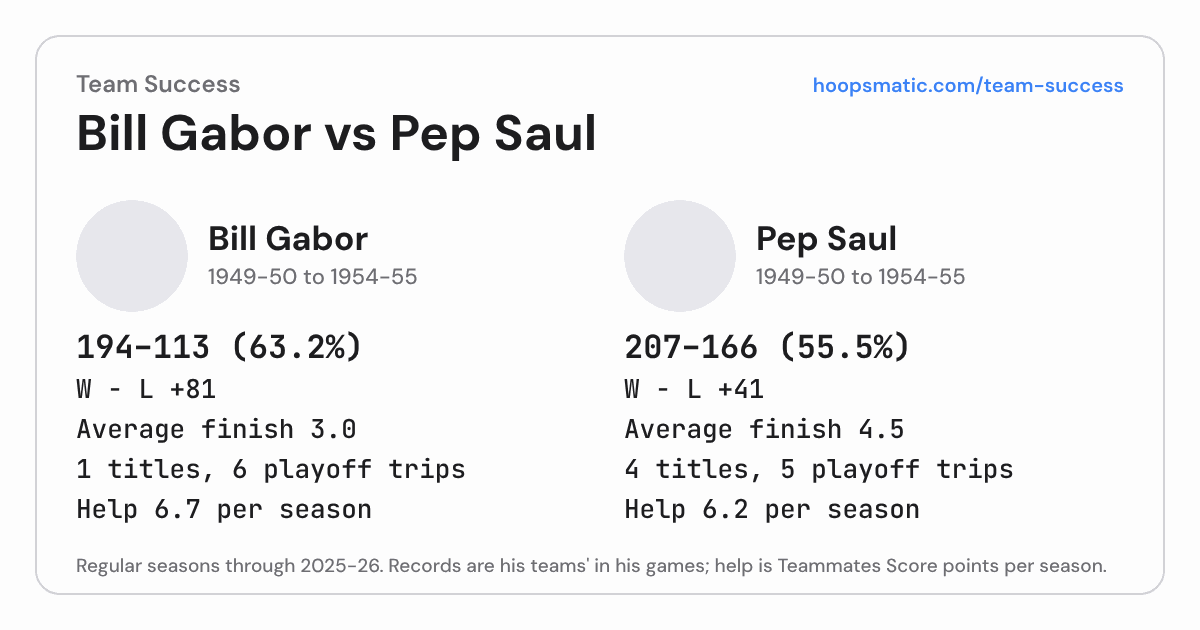 Team Success
hoopsmatic.com/team-success
Bill Gabor vs Pep Saul
Bill Gabor
1949-50 to 1954-55
194-113 (63.2%)
W - L +81
Average finish 3.0
1 titles, 6 playoff trips
Help 6.7 per season
Pep Saul
1949-50 to 1954-55
207-166 (55.5%)
W - L +41
Average finish 4.5
4 titles, 5 playoff trips
Help 6.2 per season
Regular seasons through 2025-26. Records are his teams' in his games; help is Teammates Score points per season.